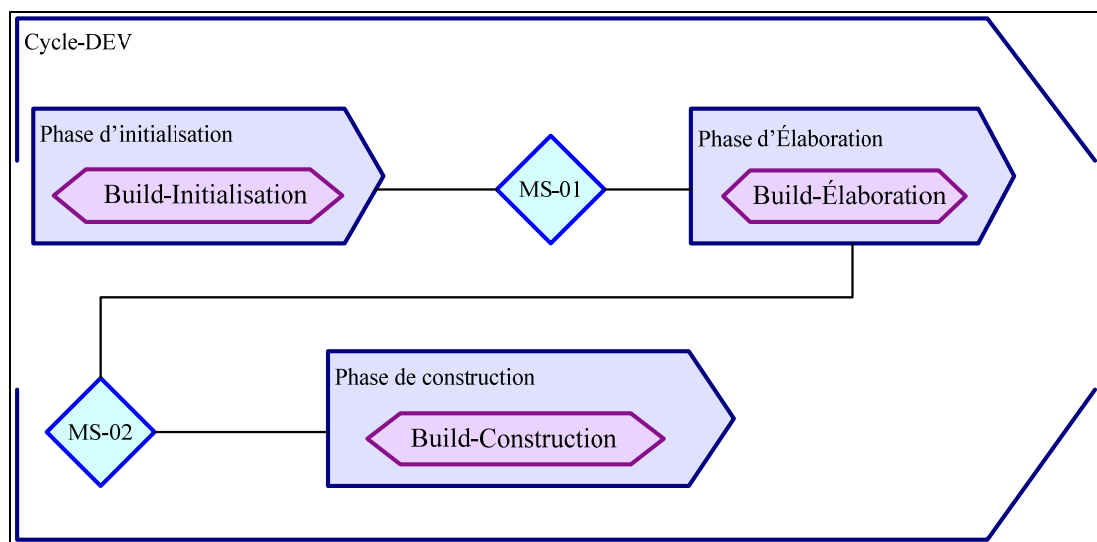 Cycle-DEV
Phase d'initialisation
Build-Initialisation
MS-01
Phase d'Élaboration
Build-Élaboration
MS-02
Phase de construction
Build-Construction